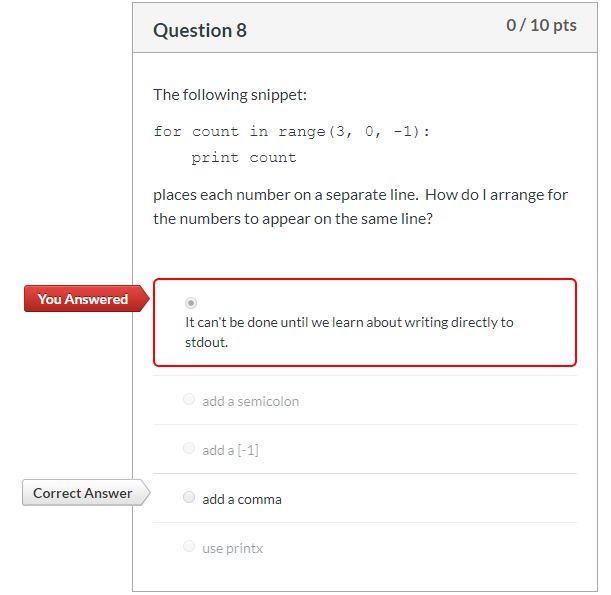 Question 8
0 / 10 pts
The following snippet:
for count in range(3, 0, -1):
    print count
places each number on a separate line. How do I arrange for
the numbers to appear on the same line?
You Answered
It can't be done until we learn about writing directly to
stdout.
add a semicolon
add a [-1]
Correct Answer
add a comma
use printx